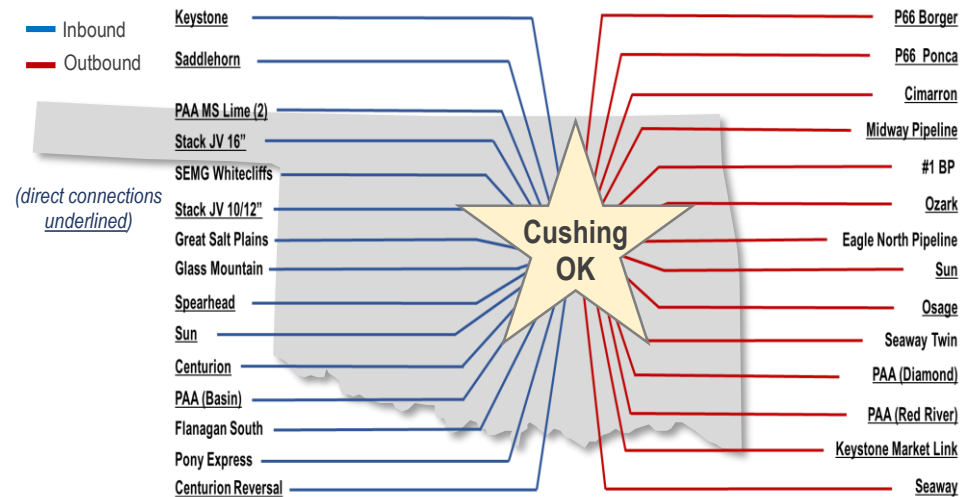 Inbound
Outbound
(direct connections
underlined)
Keystone
Saddlehorn
PAA MS Lime (2)
Stack JV 16”
SEMG Whitecliffs
Stack JV 10/12”
Great Salt Plains
Glass Mountain
Spearhead
Sun
Centurion
PAA (Basin)
Flanagan South
Pony Express
Centurion Reversal
Cushing
OK
P66 Borger
P66 Ponca
Cimarron
Midway Pipeline
#1 BP
Ozark
Eagle North Pipeline
Sun
Osage
Seaway Twin
PAA (Diamond)
PAA (Red River)
Keystone Market Link
Seaway